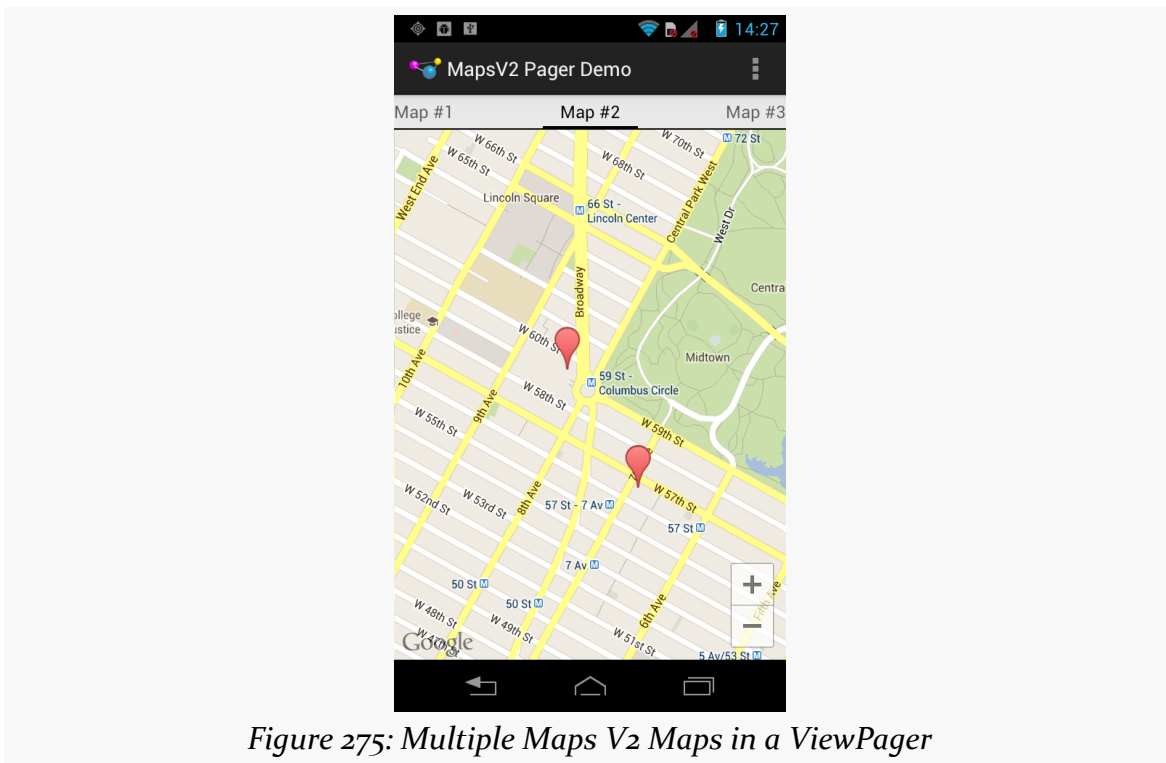 14:27
MapsV2 Pager Demo
Map #1
Map #2
Map #3
W 66th St
W 70th St
M 72 St
W 65th St
W 68th St
West End Ave
Central Park West
Lincoln Square
66 St -
Lincoln Center
West Dr
Broadway
Centra
ollege
ustice
W 60th St
Midtown
10th Ave
59 St -
Columbus Circle
W 58th St
9th Ave
W 55th St
W 59th St
W 52nd St
W 53rd St
8th Ave
W 57th St
57 St - 7 Av M
57 St M
7 Av M
50 St M
+
50 St M
6th Ave
Fifth Ave
W 48th St
W 49th St
W 51st St
−
Google
5 Av/53 St M
Figure 275: Multiple Maps V2 Maps in a ViewPager